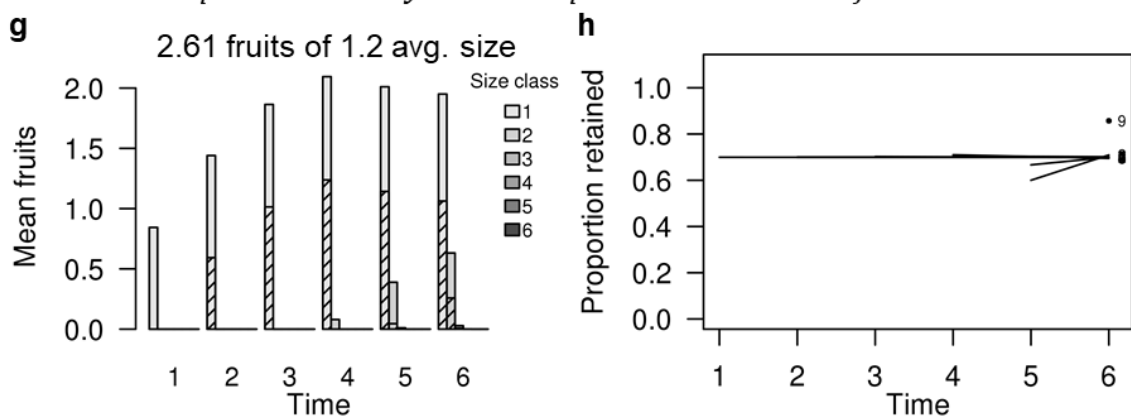 g
2.61 fruits of 1.2 avg. size
Mean fruits
2.0
1.5
1.0
0.5
0.0
Size class
1
2
3
4
5
6
1 2 3 4 5 6
Time
h
Proportion retained
1.0
0.8
0.6
0.4
0.2
0.0
9
1 2 3 4 5 6
Time